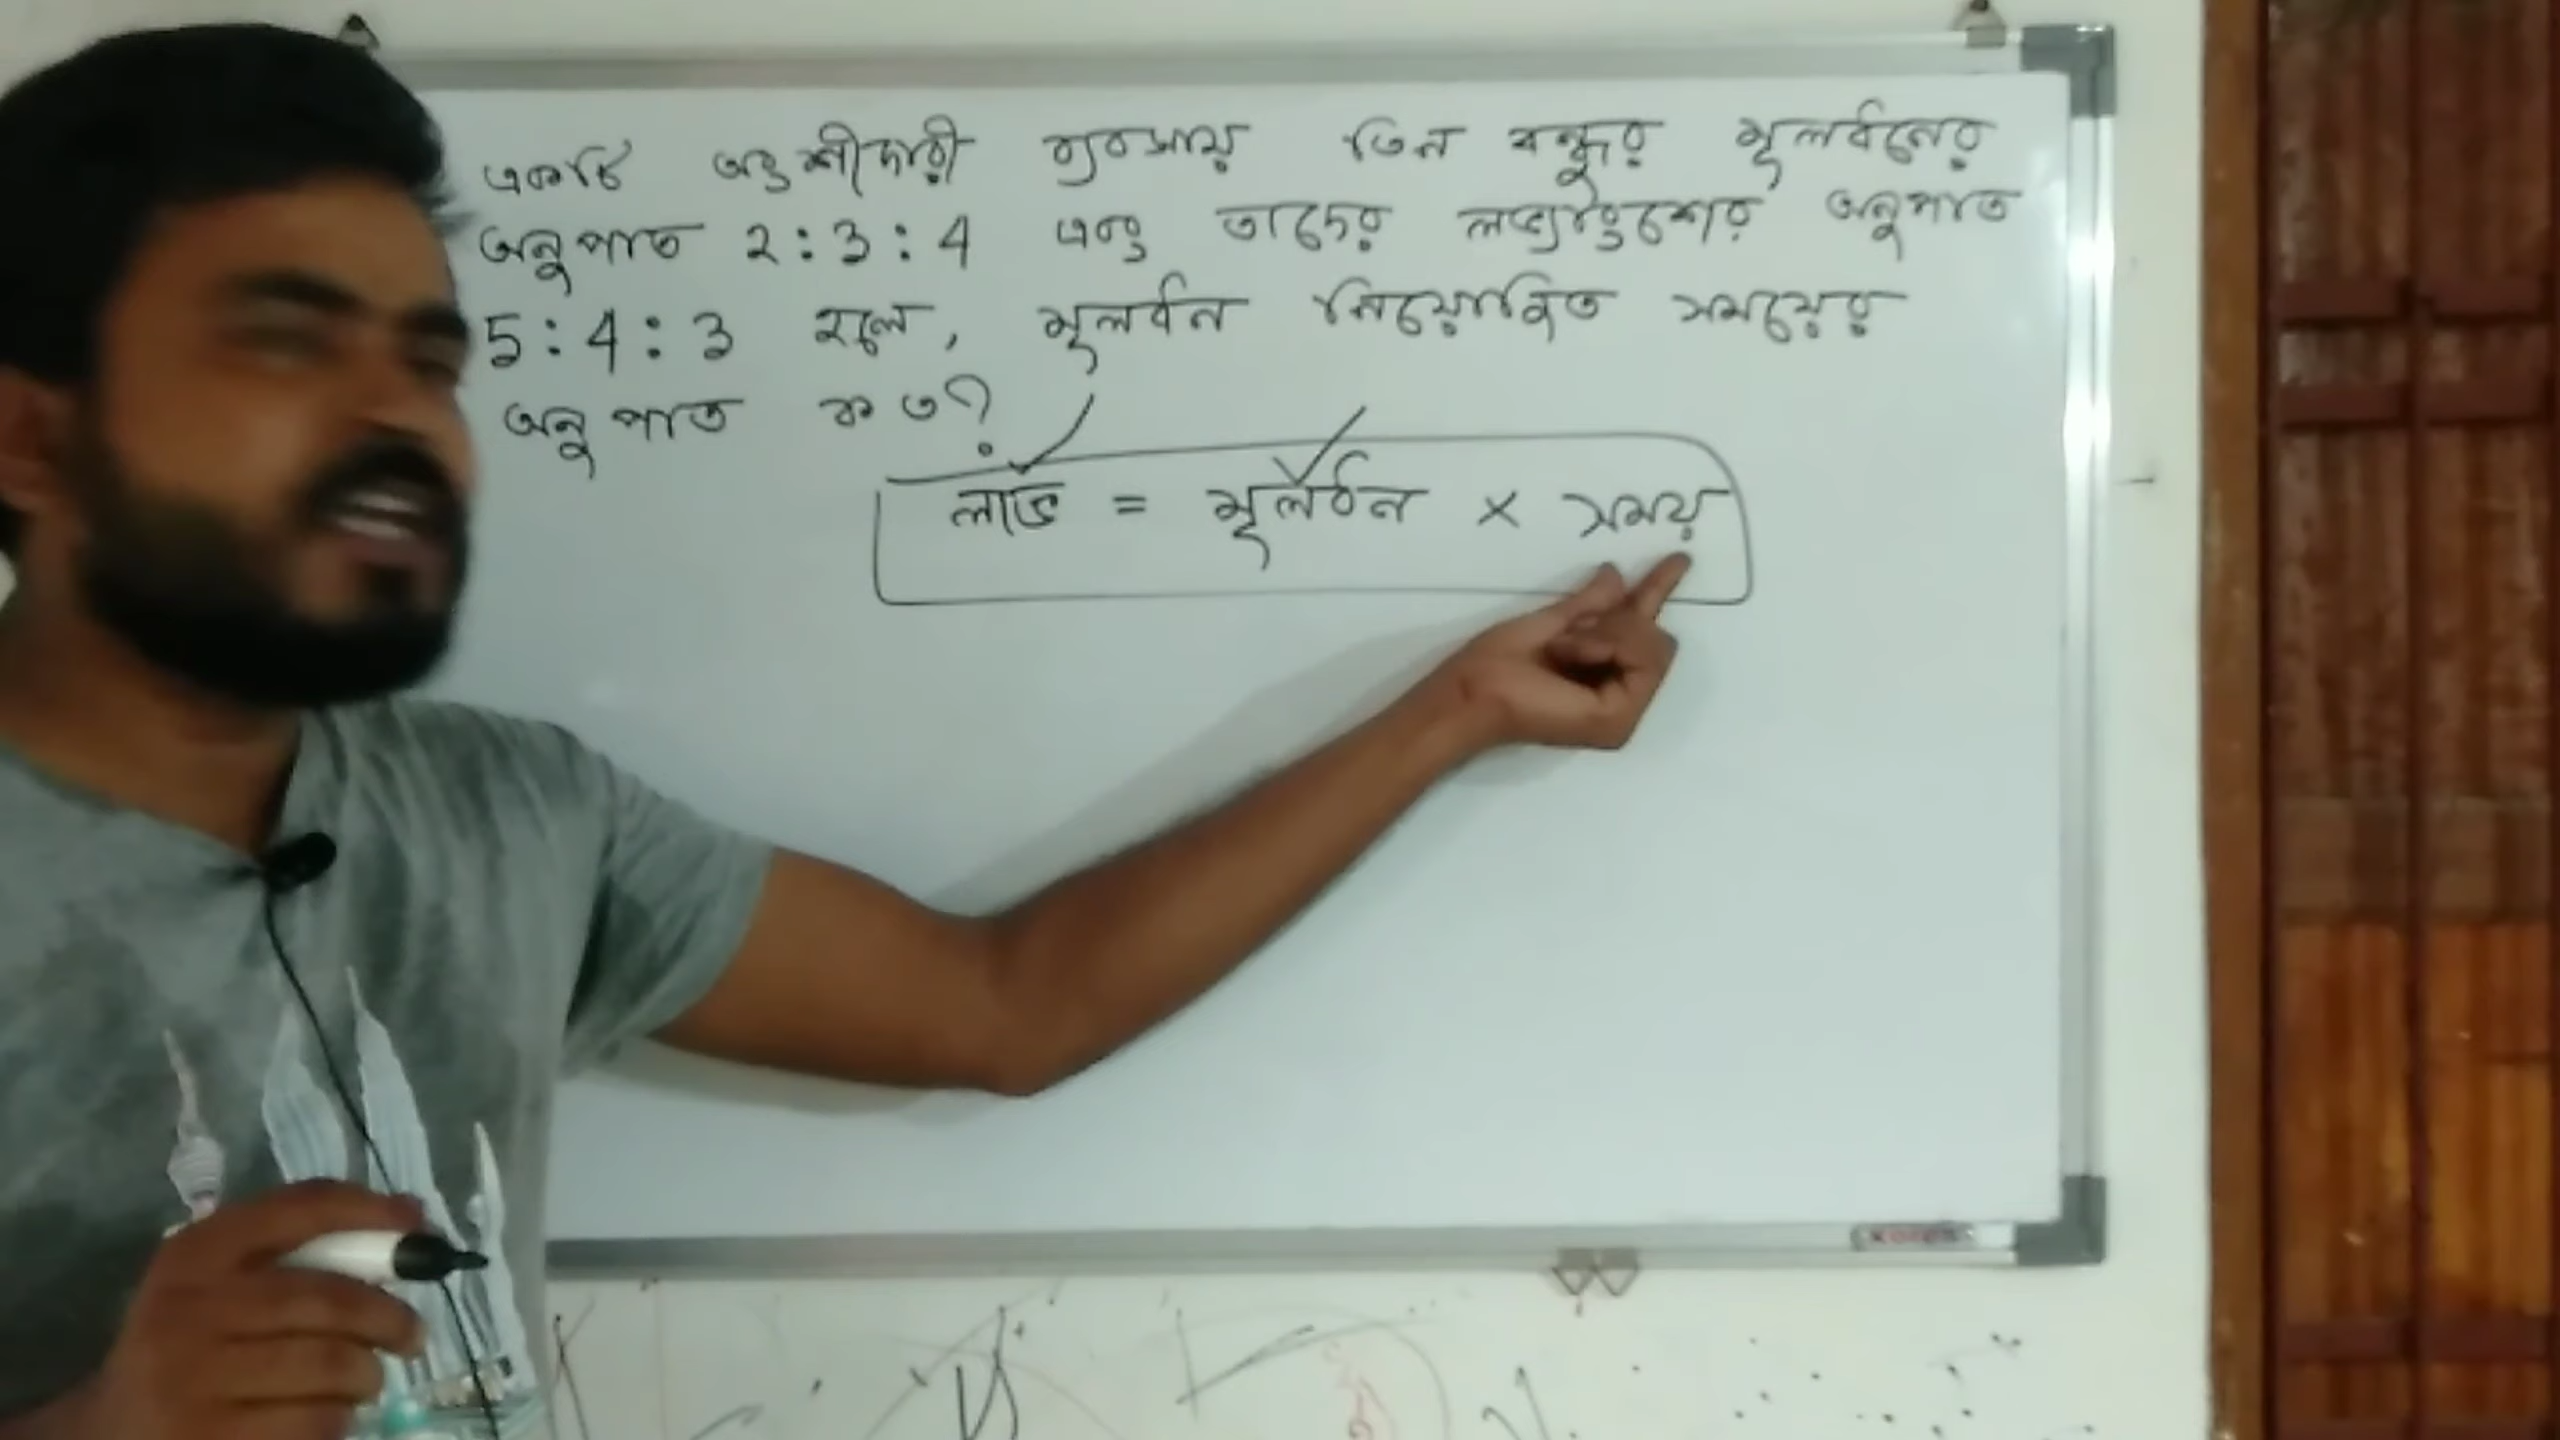 একটি অংশীদারী ব্যবসায় তিন বন্ধুর মূলধনের
অনুপাত 2:3:4 এবং তাদের লভ্যাংশের অনুপাত
5:4:3 হলে, মূলধন নিয়োজিত সময়ের
অনুপাত কত?
লাভ = মূলধন × সময়